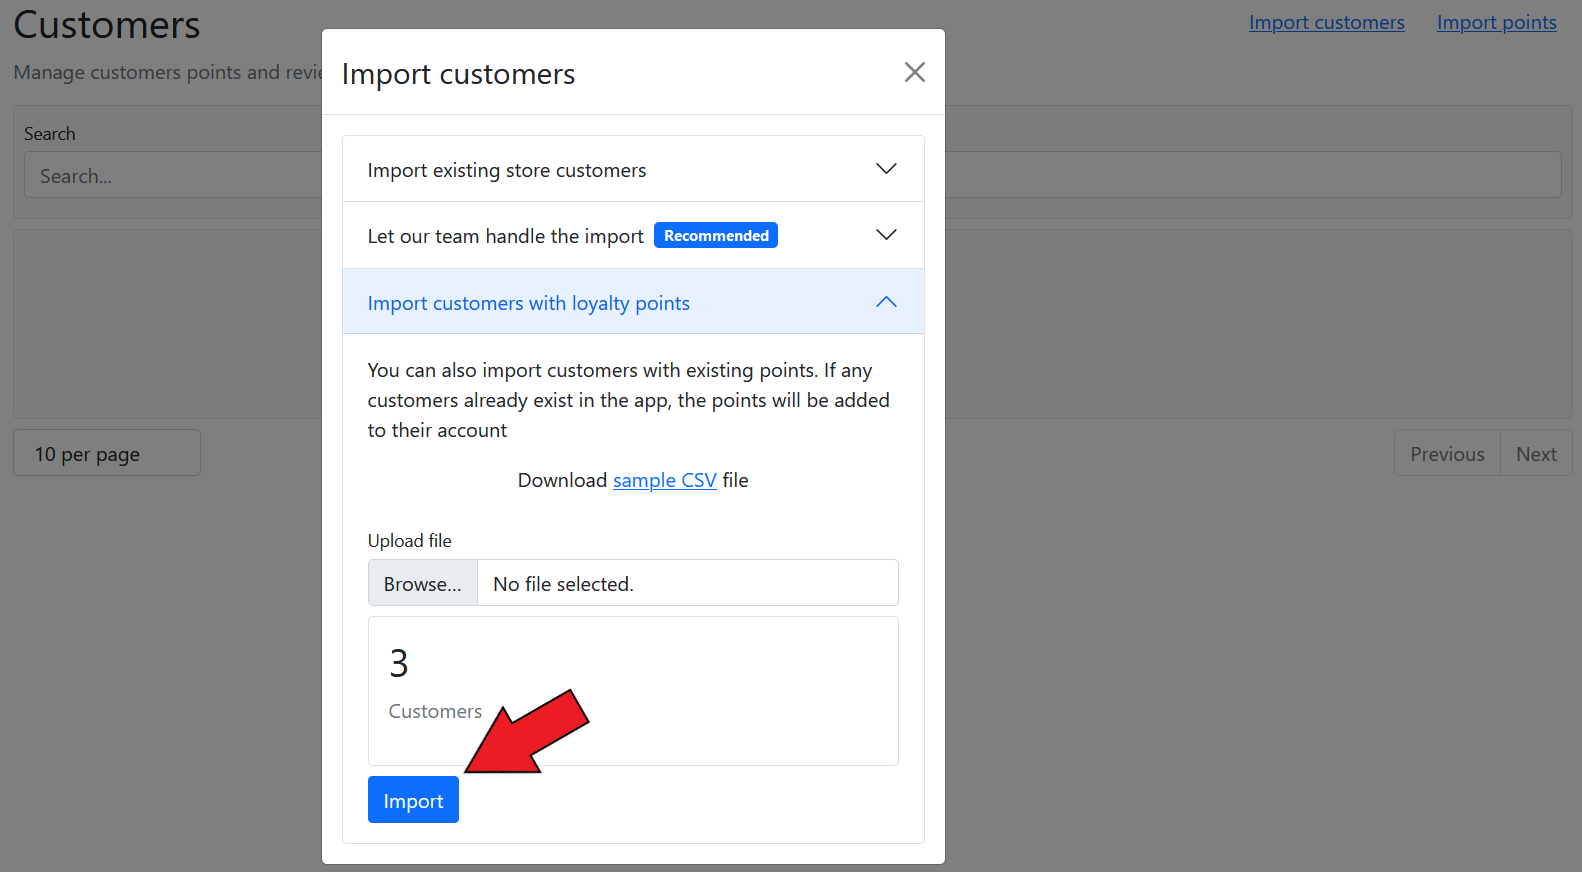 Customers
Import customers
Import points
Manage customers points and revie
Search
Search...
10 per page
Previous
Next
Import customers
Import existing store customers
Let our team handle the import
Recommended
Import customers with loyalty points
You can also import customers with existing points. If any
customers already exist in the app, the points will be added
to their account
Download sample CSV file
Upload file
Browse...
No file selected.
3
Customers
Import